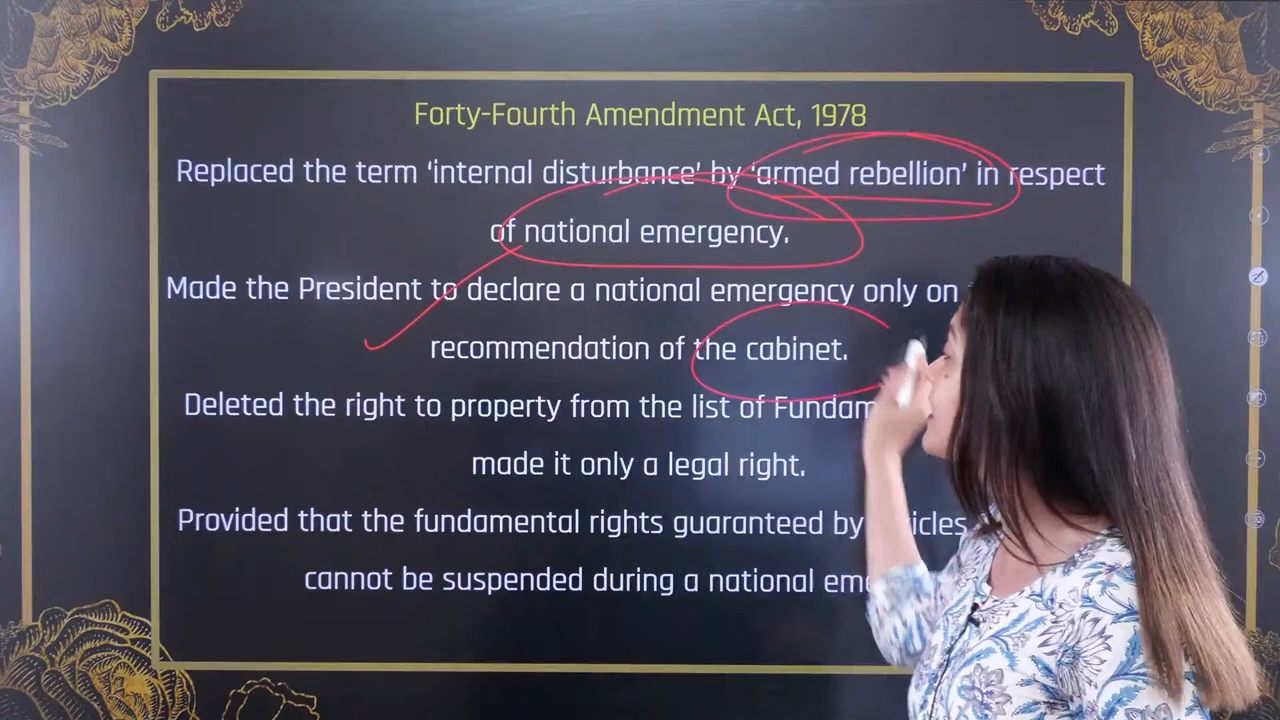 Forty-Fourth Amendment Act, 1978
Replaced the term ‘internal disturbance’ by ‘armed rebellion’ in respect
of national emergency.
Made the President to declare a national emergency only on
recommendation of the cabinet.
Deleted the right to property from the list of
made it only a legal right.
Provided that the fundamental rights guaranteed by
cannot be suspended during a national